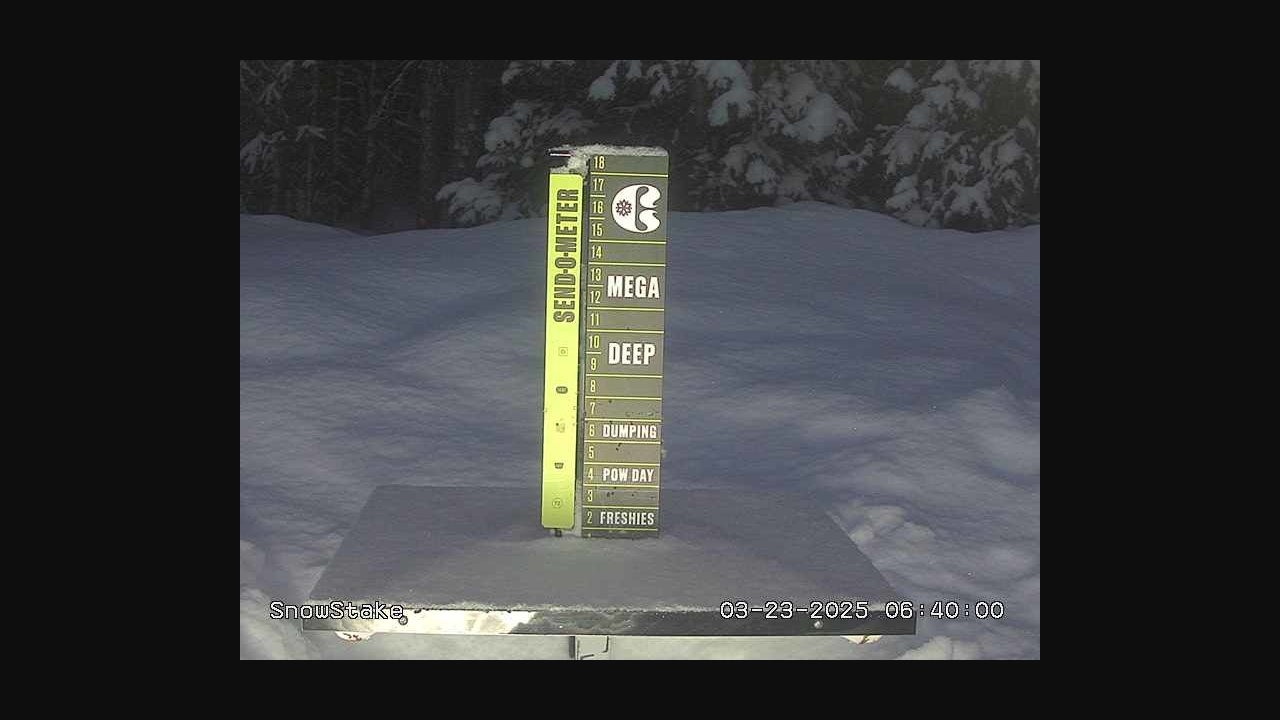 18
17
16
15
14
13
12
MEGA
11
10
9
DEEP
8
7
6 DUMPING
5
4 POW DAY
3
2 FRESHIES
SEND-O-METER
SnowStake
03-23-2025 06:40:00